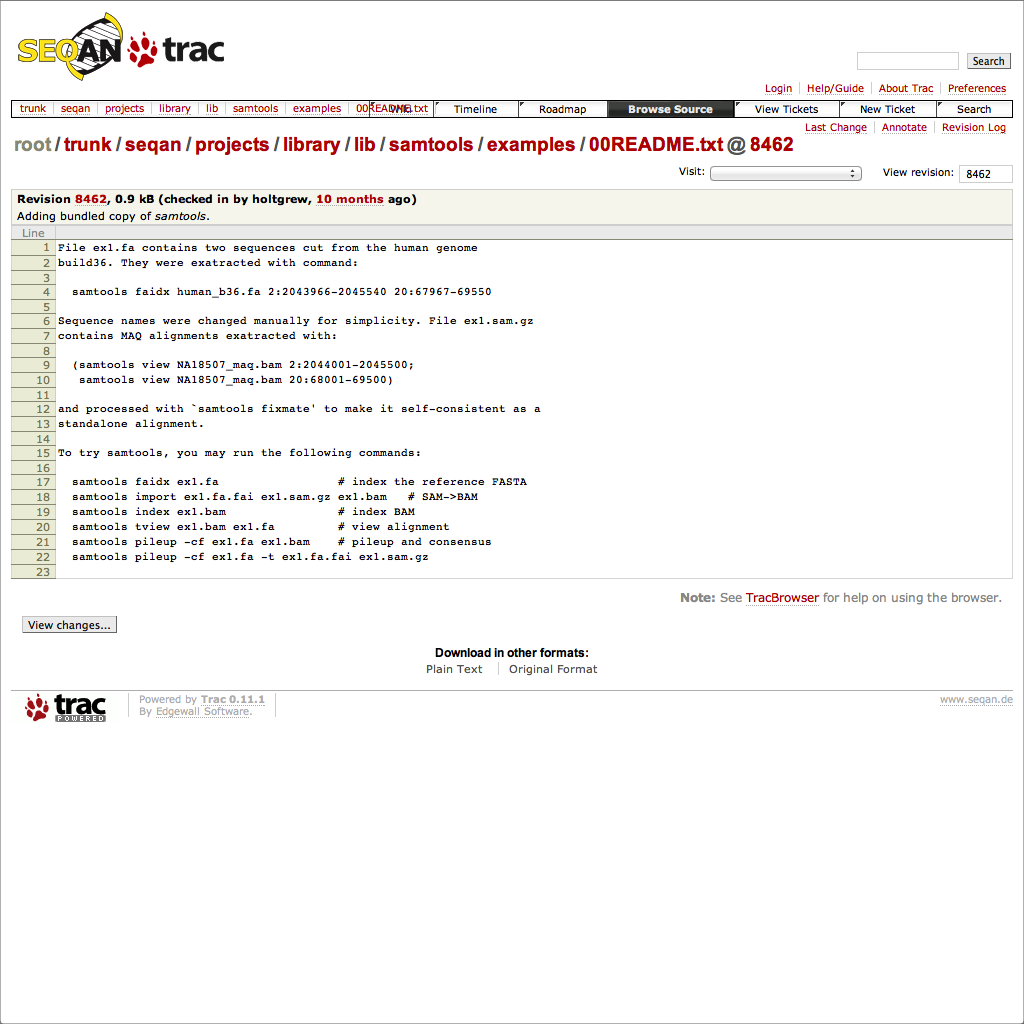 SEQAN trac
Search
Login Help/Guide About Trac Preferences
trunk seqan projects library lib samtools examples 00README.txt Wiki Timeline Roadmap Browse Source View Tickets New Ticket Search
Last Change Annotate Revision Log
root/trunk/seqan/projects/library/lib/samtools/examples/00README.txt @ 8462
Visit: View revision: 8462
Revision 8462, 0.9 kB (checked in by holtgrew, 10 months ago)
Adding bundled copy of samtools.
Line
1 File ex1.fa contains two sequences cut from the human genome
2 build36. They were exatracted with command:
3
4   samtools faidx human_b36.fa 2:2043966-2045540 20:67967-69550
5
6 Sequence names were changed manually for simplicity. File ex1.sam.gz
7 contains MAQ alignments exatracted with:
8
9   (samtools view NA18507_maq.bam 2:2044001-2045500;
10    samtools view NA18507_maq.bam 20:68001-69500)
11
12 and processed with `samtools fixmate' to make it self-consistent as a
13 standalone alignment.
14
15 To try samtools, you may run the following commands:
16
17   samtools faidx ex1.fa                 # index the reference FASTA
18   samtools import ex1.fa.fai ex1.sam.gz ex1.bam   # SAM->BAM
19   samtools index ex1.bam                # index BAM
20   samtools tview ex1.bam ex1.fa         # view alignment
21   samtools pileup -cf ex1.fa ex1.bam    # pileup and consensus
22   samtools pileup -cf ex1.fa -t ex1.fa.fai ex1.sam.gz
23
Note: See TracBrowser for help on using the browser.
View changes...
Download in other formats:
Plain Text Original Format
trac POWERED
Powered by Trac 0.11.1
By Edgewall Software.
www.seqan.de